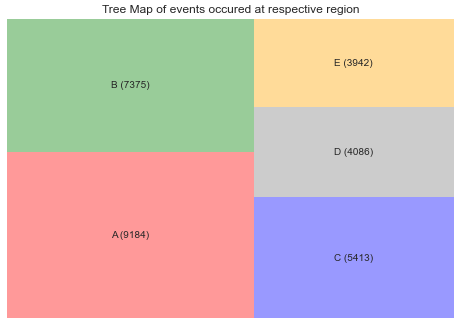 Tree Map of events occured at respective region
B (7375)
E (3942)
D (4086)
A (9184)
C (5413)